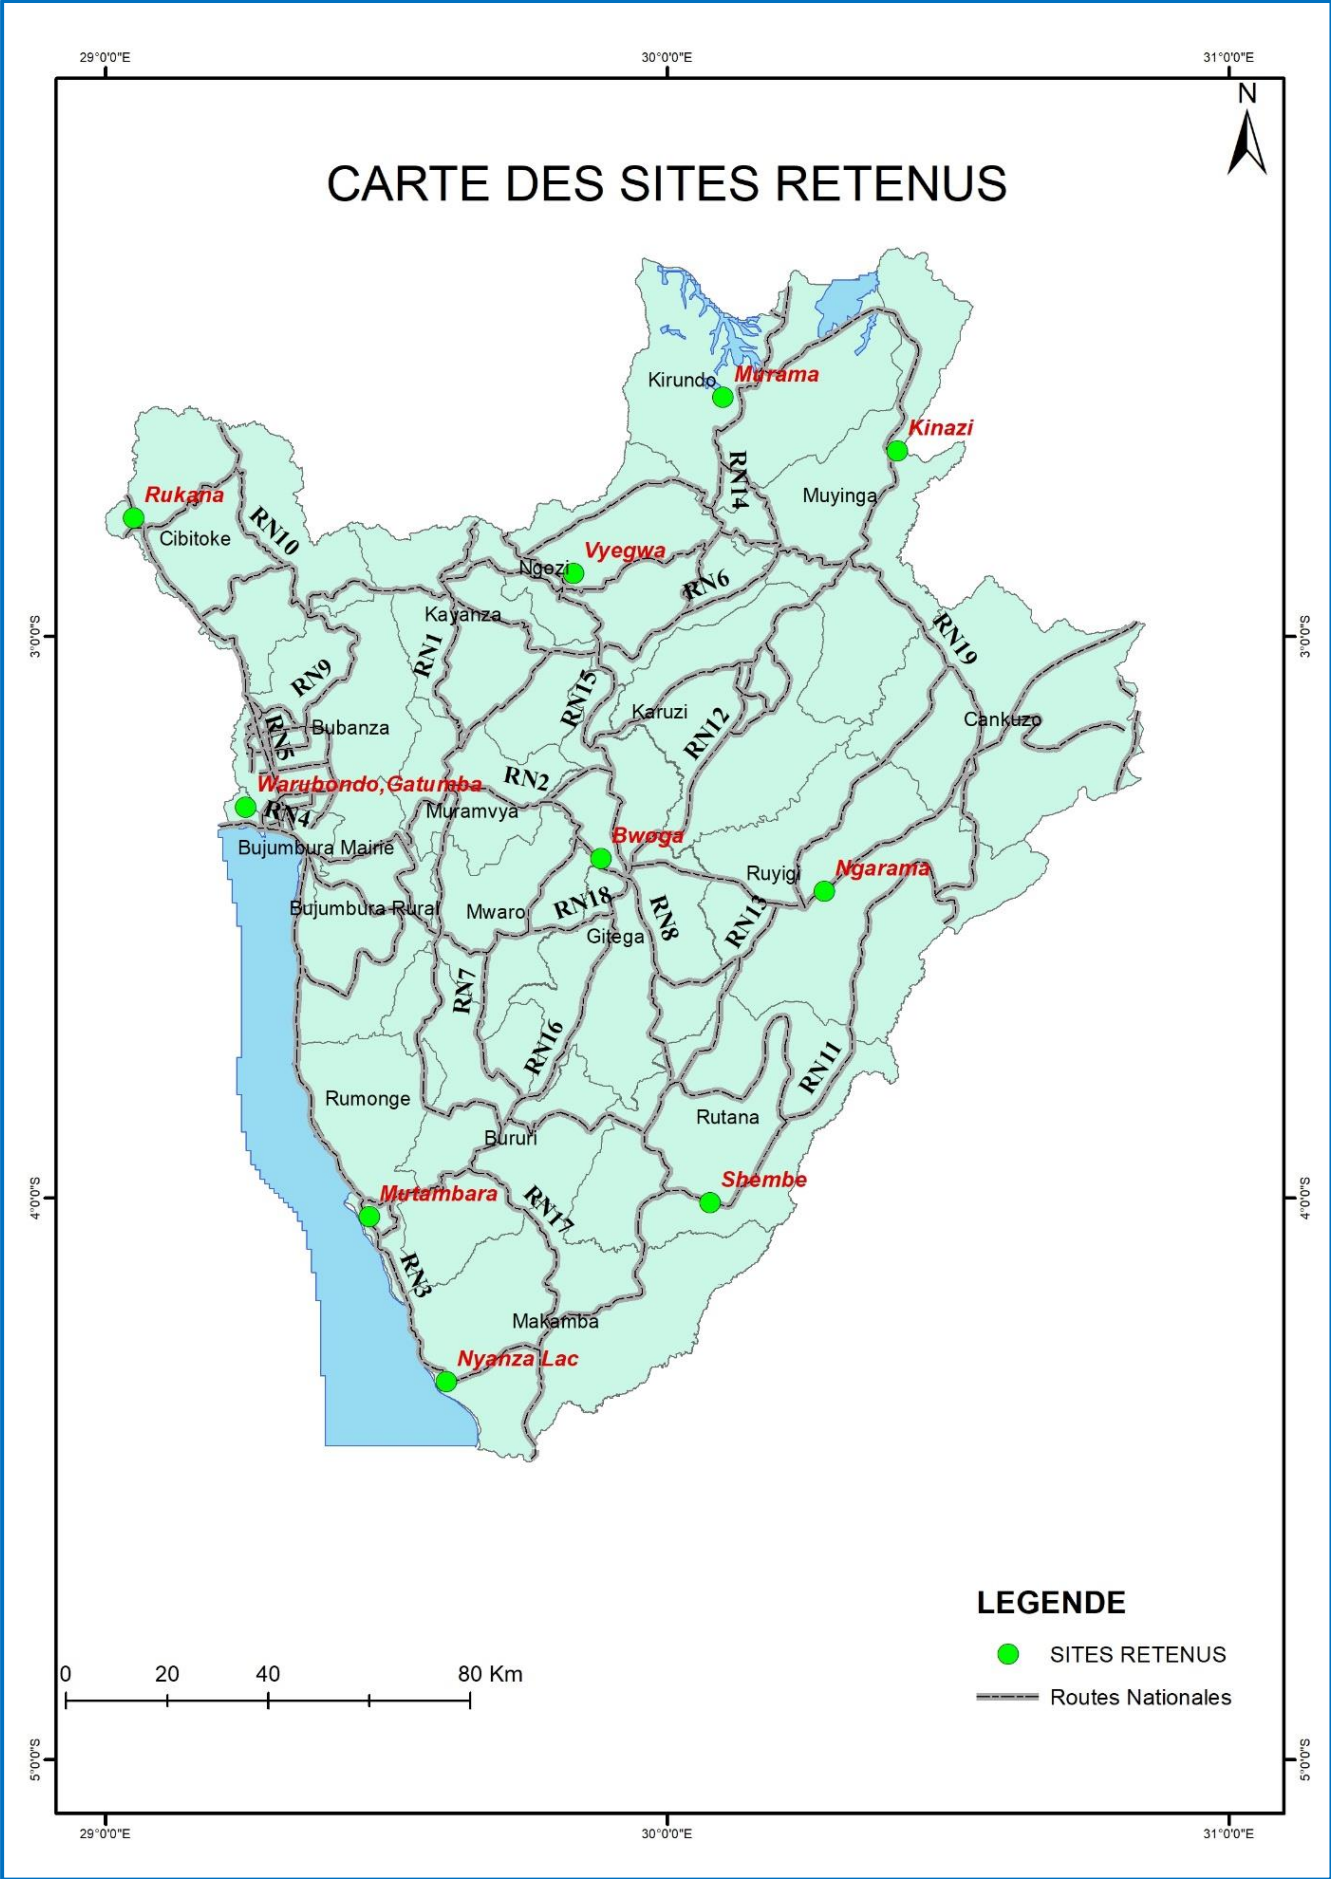 29°0'0"E
30°0'0"E
31°0'0"E
N
CARTE DES SITES RETENUS
Murama
Kirundo
Kinazi
RN14
Muyinga
Rukana
RN10
Cibitoke
Vyegwa
Ngozi
RN6
Kayanza
3°0'0"S
3°0'0"S
RN1
RN19
RN9
RN15
Karuzi
RN12
Cankuzo
RN5
Bubanza
RN2
Warubondo,Gatumba
RN4
Muramvya
Bwoga
Bujumbura Mairie
Ruyigi
Ngarama
Bujumbura Rural
Mwaro
RN18
RN8
RN13
Gitega
RN7
RN16
RN11
Rumonge
Rutana
Bururi
Shembe
Mutambara
RN17
4°0'0"S
4°0'0"S
RN3
Makamba
Nyanza Lac
LEGENDE
SITES RETENUS
Routes Nationales
0 20 40 80 Km
5°0'0"S
5°0'0"S
29°0'0"E
30°0'0"E
31°0'0"E